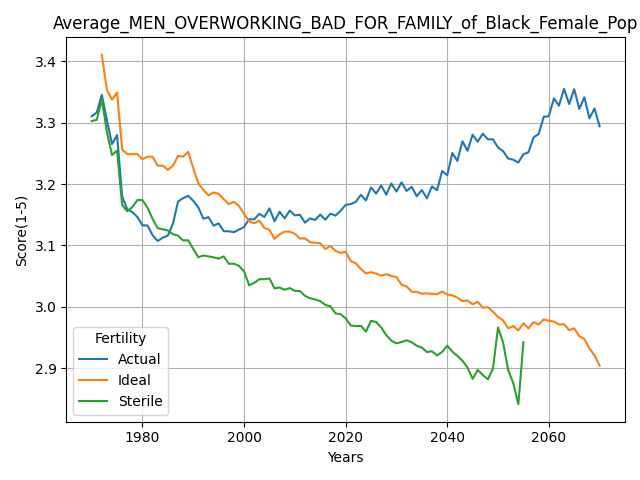 Average_MEN_OVERWORKING_BAD_FOR_FAMILY_of_Black_Female_Pop
Score(1-5)
3.4
3.3
3.2
3.1
3.0
2.9
Fertility
Actual
Ideal
Sterile
1980
2000
2020
2040
2060
Years